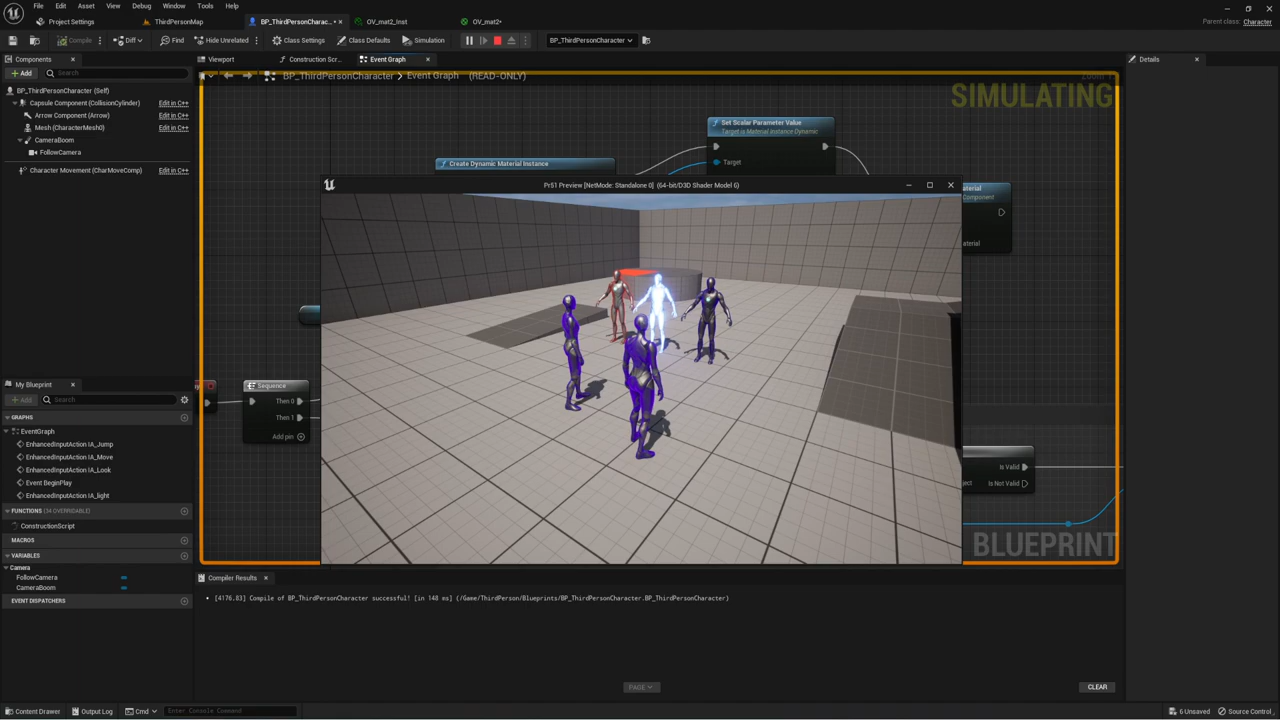 File Edit Asset View Debug Window Tools Help
Project Settings
ThirdPersonMap
BP_ThirdPersonCharac...•
OV_mat2_Inst
OV_mat2•
Parent class: Character
Compile
Diff
Find
Hide Unrelated
Class Settings
Class Defaults
Simulation
BP_ThirdPersonCharacter
Components
Add
Search
BP_ThirdPersonCharacter (Self)
Capsule Component (CollisionCylinder) Edit in C++
Arrow Component (Arrow) Edit in C++
Mesh (CharacterMesh0) Edit in C++
CameraBoom
FollowCamera
Character Movement (CharMoveComp) Edit in C++
My Blueprint
Add
Search
GRAPHS
EventGraph
EnhancedInputAction IA_Jump
EnhancedInputAction IA_Move
EnhancedInputAction IA_Look
Event BeginPlay
EnhancedInputAction IA_light
FUNCTIONS (34 OVERRIDABLE)
ConstructionScript
MACROS
VARIABLES
Camera
FollowCamera
CameraBoom
EVENT DISPATCHERS
Viewport
Construction Scr...
Event Graph
BP_ThirdPersonCharacter > Event Graph (READ-ONLY)
SIMULATING
Set Scalar Parameter Value
Target is Material Instance Dynamic
Target
Create Dynamic Material Instance
aterial
Component
aterial
Pr51 Preview [NetMode: Standalone 0] (64-bit/D3D Shader Model 6)
Sequence
Then 0
Then 1
Add pin
Is Valid
ject
Is Not Valid
BLUEPRINT
Compiler Results
• [4176.83] Compile of BP_ThirdPersonCharacter successful! [in 148 ms] (/Game/ThirdPerson/Blueprints/BP_ThirdPersonCharacter.BP_ThirdPersonCharacter)
PAGE
CLEAR
Details
Content Drawer
Output Log
Cmd
Enter Console Command
6 Unsaved
Source Control